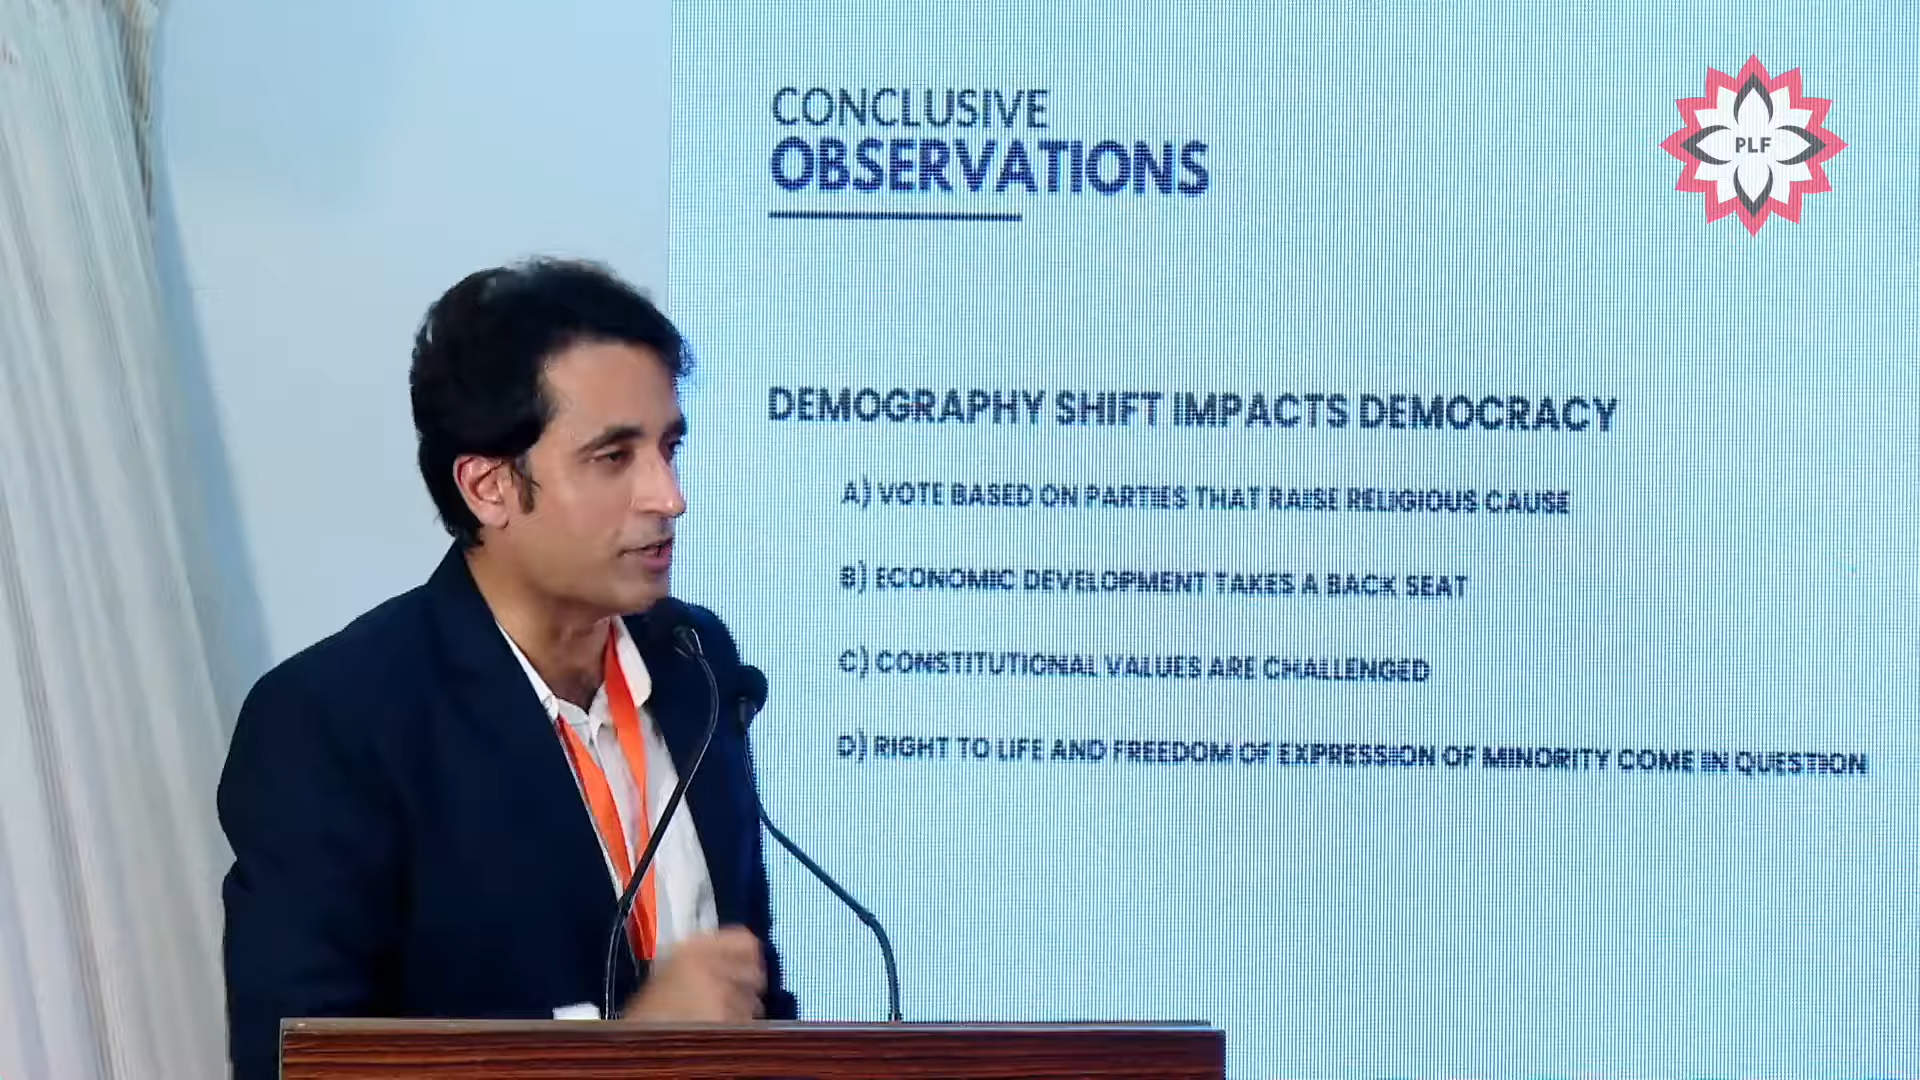 CONCLUSIVE
OBSERVATIONS
PLF
DEMOGRAPHY SHIFT IMPACTS DEMOCRACY
A) VOTE BASED ON PARTIES THAT RAISE RELIGIOUS CAUSE
B) ECONOMIC DEVELOPMENT TAKES A BACK SEAT
C) CONSTITUTIONAL VALUES ARE CHALLENGED
D) RIGHT TO LIFE AND FREEDOM OF EXPRESSION OF MINORITY COME IN QUESTION